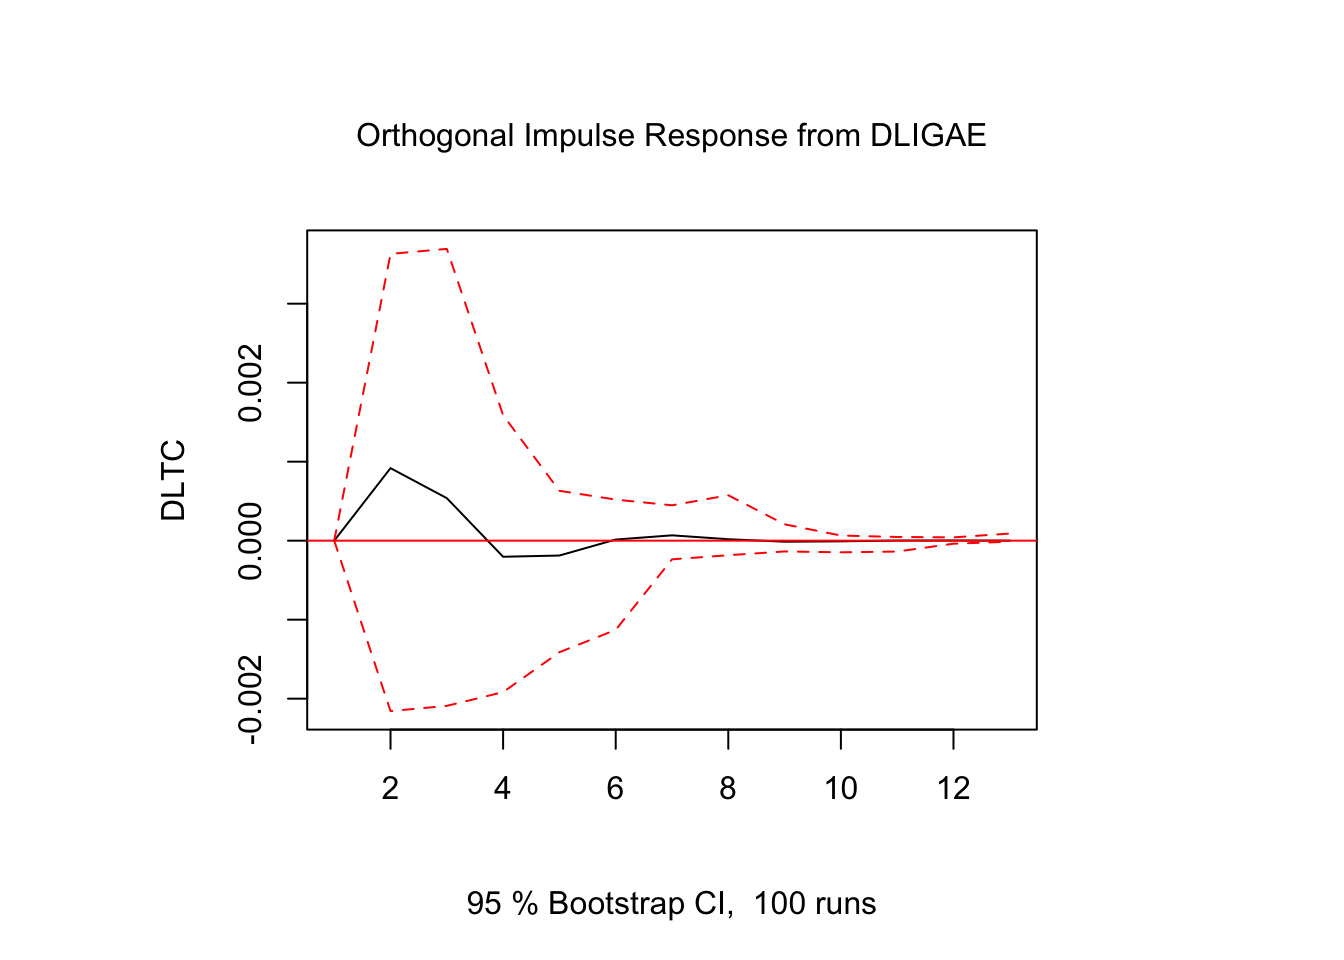 Orthogonal Impulse Response from DLIGAE
DLTC
0.002
0.000
-0.002
2 4 6 8 10 12
95 % Bootstrap CI,  100 runs